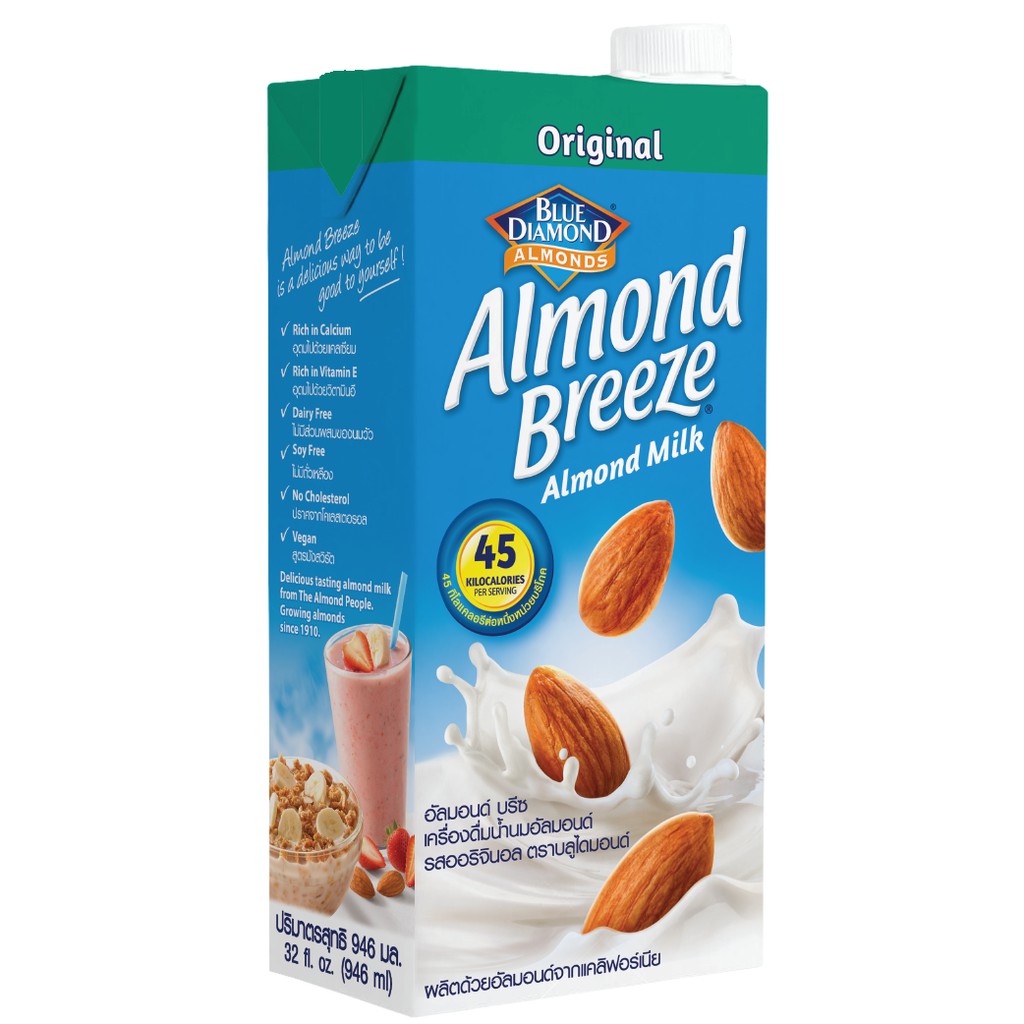 Original
BLUE
DIAMOND
ALMONDS
®
Almond
Breeze®
Almond Milk
45
KILOCALORIES
PER SERVING
45 กิโลแคลอรีต่อหนึ่งหน่วยบริโภค
อัลมอนด์ บรีซ
เครื่องดื่มน้ำนมอัลมอนด์
รสออริจินอล ตราบลูไดมอนด์
ผลิตด้วยอัลมอนด์จากแคลิฟอร์เนีย
Almond Breeze
is a delicious way to be
good to yourself!
✓ Rich in Calcium
อุดมไปด้วยแคลเซียม
✓ Rich in Vitamin E
อุดมไปด้วยวิตามินอี
✓ Dairy Free
ไม่มีส่วนผสมของนมวัว
✓ Soy Free
ไม่มีถั่วเหลือง
✓ No Cholesterol
ปราศจากโคเลสเตอรอล
✓ Vegan
สูตรมังสวิรัติ
Delicious tasting almond milk
from The Almond People.
Growing almonds
since 1910.
ปริมาตรสุทธิ 946 มล.
32 fl. oz. (946 ml)